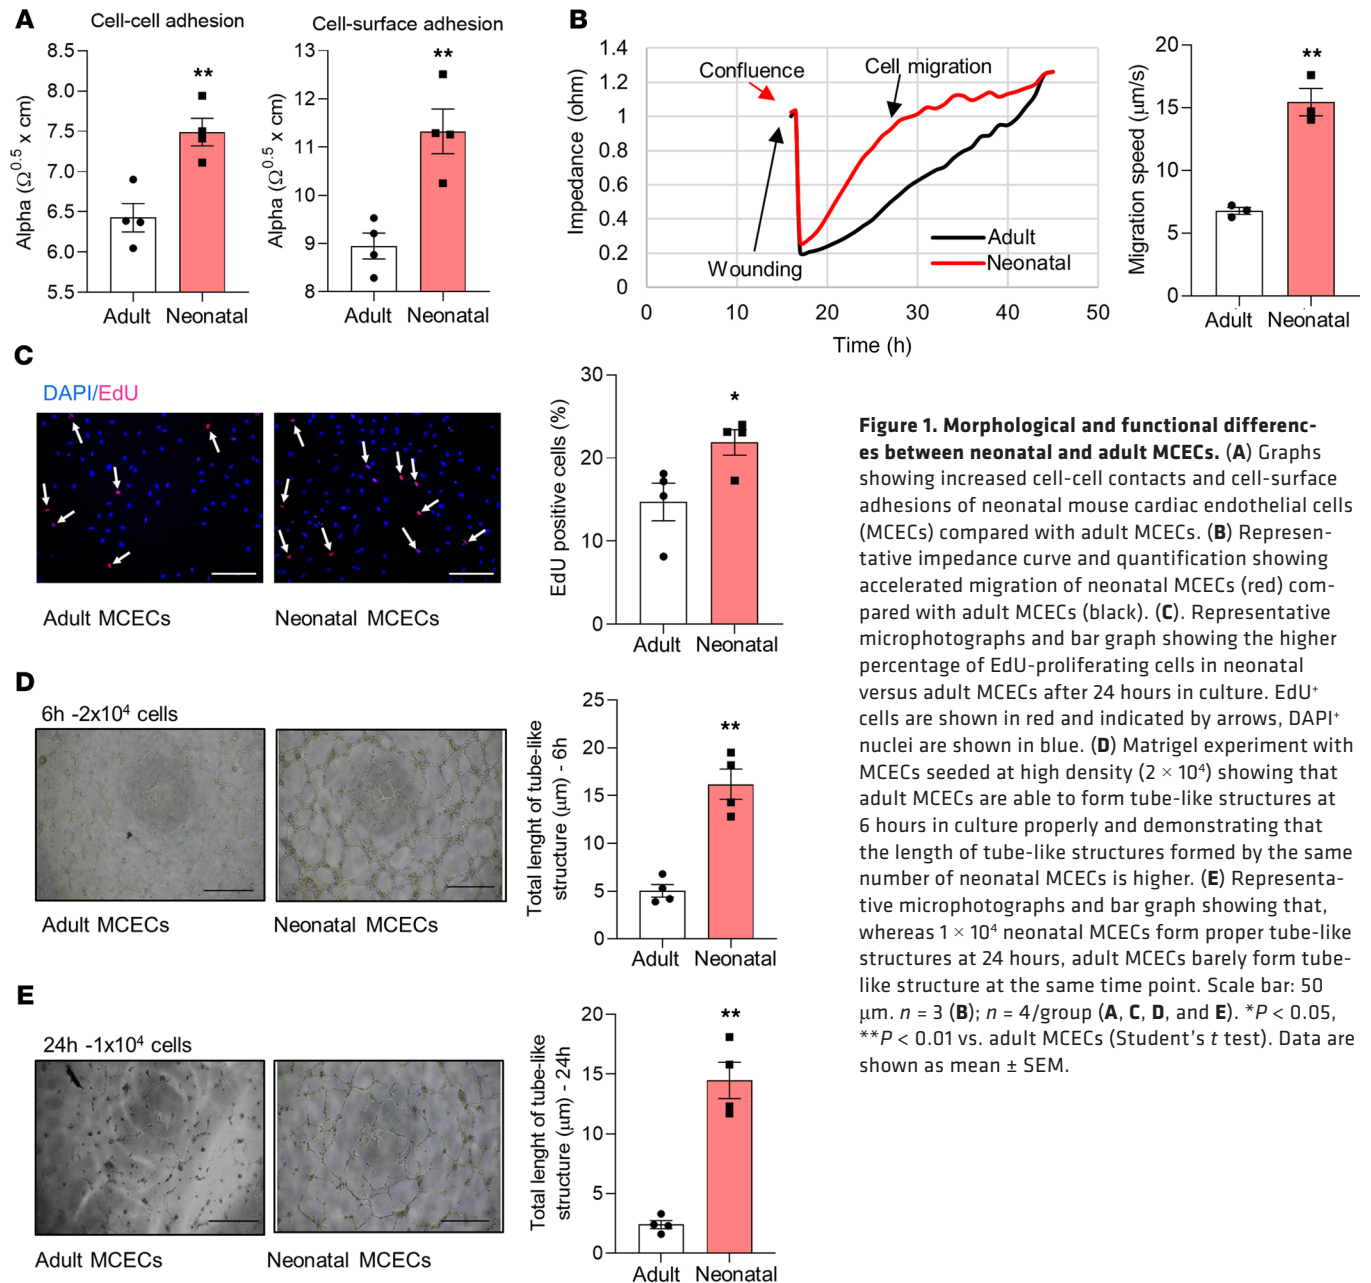 A
Cell-cell adhesion
Alpha (Ω^0.5 x cm)
8.5
8.0
7.5
7.0
6.5
6.0
5.5
**
Adult Neonatal
Cell-surface adhesion
Alpha (Ω^0.5 x cm)
13
12
11
10
9
8
**
Adult Neonatal
B
Impedance (ohm)
1.4
1.2
1
0.8
0.6
0.4
0.2
0
Confluence
Cell migration
Wounding
Adult
Neonatal
0 10 20 30 40 50
Time (h)
Migration speed (μm/s)
20
15
10
5
0
**
Adult Neonatal
C
DAPI/EdU
Adult MCECs
Neonatal MCECs
EdU positive cells (%)
30
20
10
0
*
Adult Neonatal
D
6h -2x10⁴ cells
Adult MCECs
Neonatal MCECs
Total lenght of tube-like
structure (μm) - 6h
25
20
15
10
5
0
**
Adult Neonatal
E
24h -1x10⁴ cells
Adult MCECs
Neonatal MCECs
Total lenght of tube-like
structure (μm) - 24h
20
15
10
5
0
**
Adult Neonatal
Figure 1. Morphological and functional differenc-
es between neonatal and adult MCECs. (A) Graphs
showing increased cell-cell contacts and cell-surface
adhesions of neonatal mouse cardiac endothelial cells
(MCECs) compared with adult MCECs. (B) Represen-
tative impedance curve and quantification showing
accelerated migration of neonatal MCECs (red) com-
pared with adult MCECs (black). (C). Representative
microphotographs and bar graph showing the higher
percentage of EdU-proliferating cells in neonatal
versus adult MCECs after 24 hours in culture. EdU⁺
cells are shown in red and indicated by arrows, DAPI⁺
nuclei are shown in blue. (D) Matrigel experiment with
MCECs seeded at high density (2 × 10⁴) showing that
adult MCECs are able to form tube-like structures at
6 hours in culture properly and demonstrating that
the length of tube-like structures formed by the same
number of neonatal MCECs is higher. (E) Representa-
tive microphotographs and bar graph showing that,
whereas 1 × 10⁴ neonatal MCECs form proper tube-like
structures at 24 hours, adult MCECs barely form tube-
like structure at the same time point. Scale bar: 50
μm. n = 3 (B); n = 4/group (A, C, D, and E). *P < 0.05,
**P < 0.01 vs. adult MCECs (Student's t test). Data are
shown as mean ± SEM.